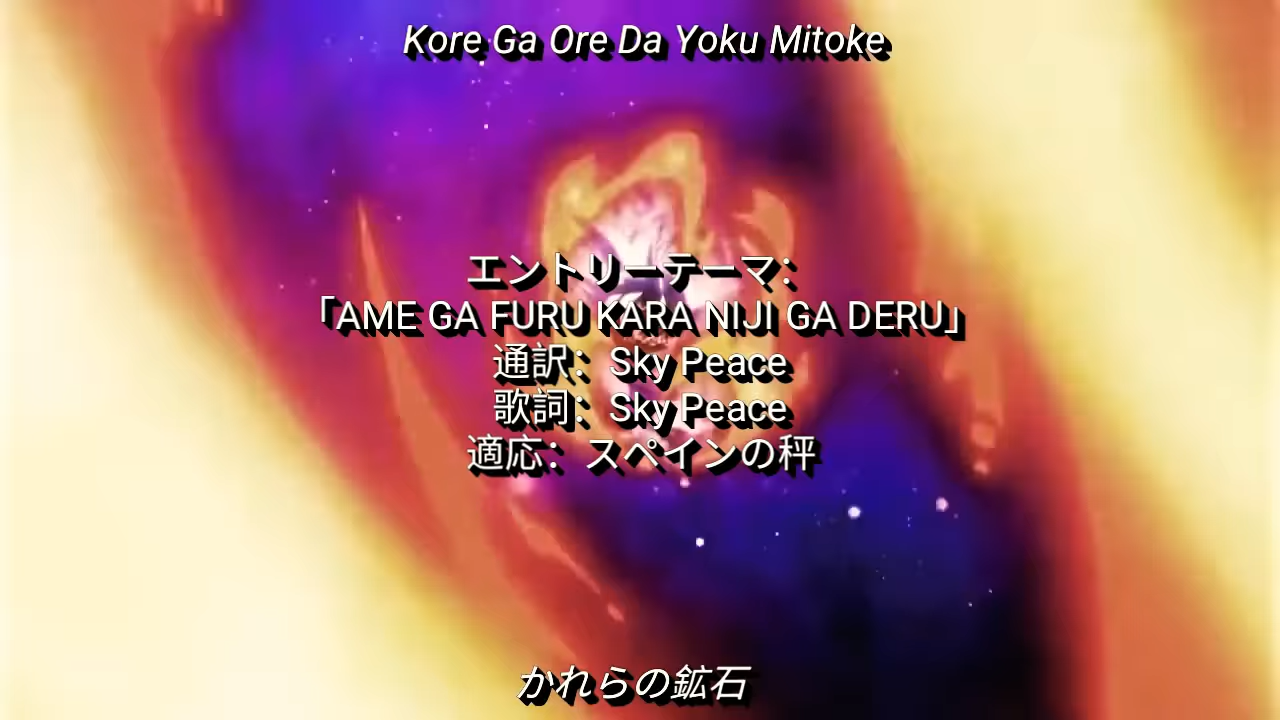 Kore Ga Ore Da Yoku Mitoke
エントリーテーマ:
「AME GA FURU KARA NIJI GA DERU」
通訳：Sky Peace
歌詞：Sky Peace
適応：スペインの秤
かれらの鉱石